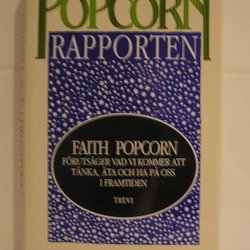 POPCORN
RAPPORTEN
FAITH POPCORN
FÖRUTSÄGER VAD VI KOMMER ATT
TÄNKA, ÄTA OCH HA PÅ OSS
I FRAMTIDEN
TREVI